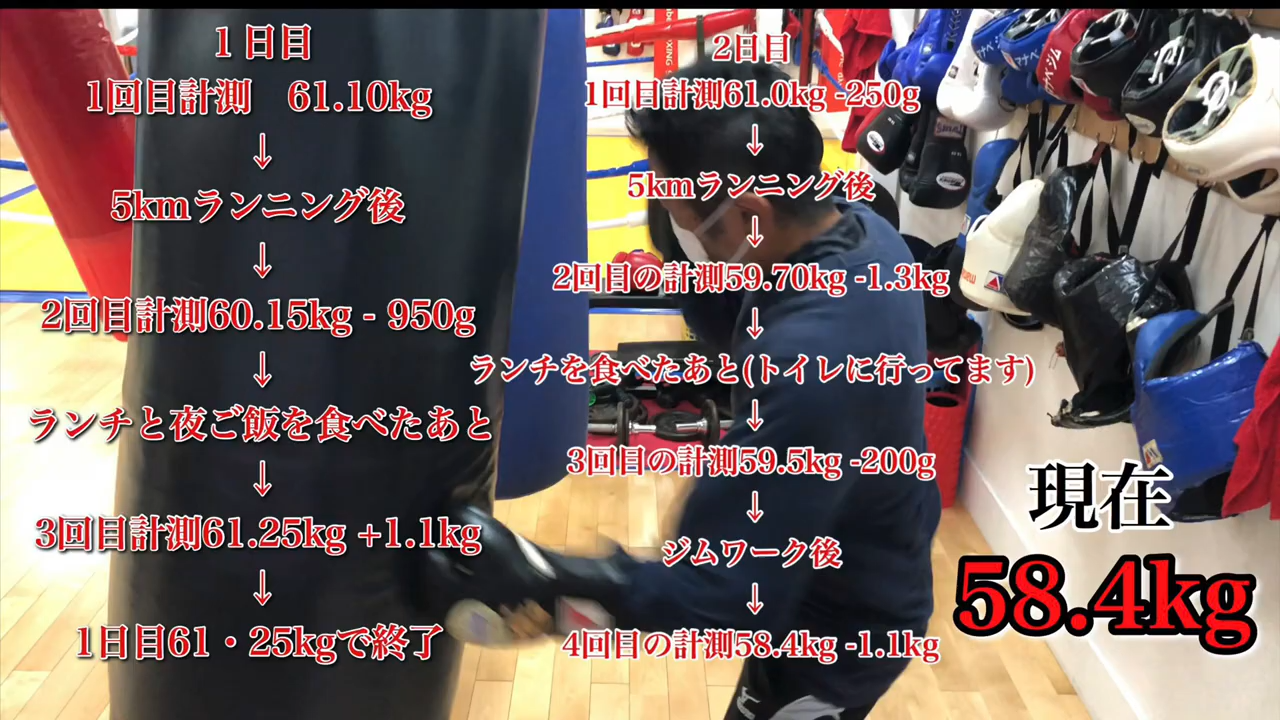 1日目
1回目計測 61.10kg
↓
5kmランニング後
↓
2回目計測60.15kg - 950g
↓
ランチと夜ご飯を食べたあと
↓
3回目計測61.25kg +1.1kg
↓
1日目61・25kgで終了
2日目
1回目計測61.0kg -250g
↓
5kmランニング後
↓
2回目の計測59.70kg -1.3kg
↓
ランチを食べたあと(トイレに行ってます)
↓
3回目の計測59.5kg -200g
↓
ジムワーク後
↓
4回目の計測58.4kg -1.1kg
現在
58.4kg